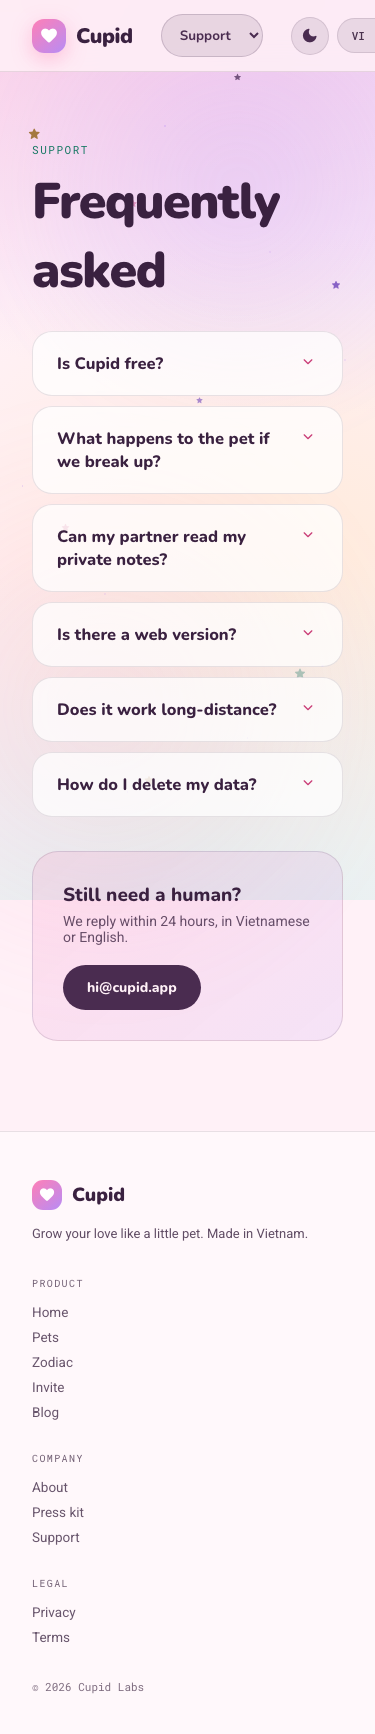 Cupid
Support
VI
SUPPORT
Frequently
asked
Is Cupid free?
What happens to the pet if
we break up?
Can my partner read my
private notes?
Is there a web version?
Does it work long-distance?
How do I delete my data?
Still need a human?
We reply within 24 hours, in Vietnamese
or English.
hi@cupid.app
Cupid
Grow your love like a little pet. Made in Vietnam.
PRODUCT
Home
Pets
Zodiac
Invite
Blog
COMPANY
About
Press kit
Support
LEGAL
Privacy
Terms
© 2026 Cupid Labs